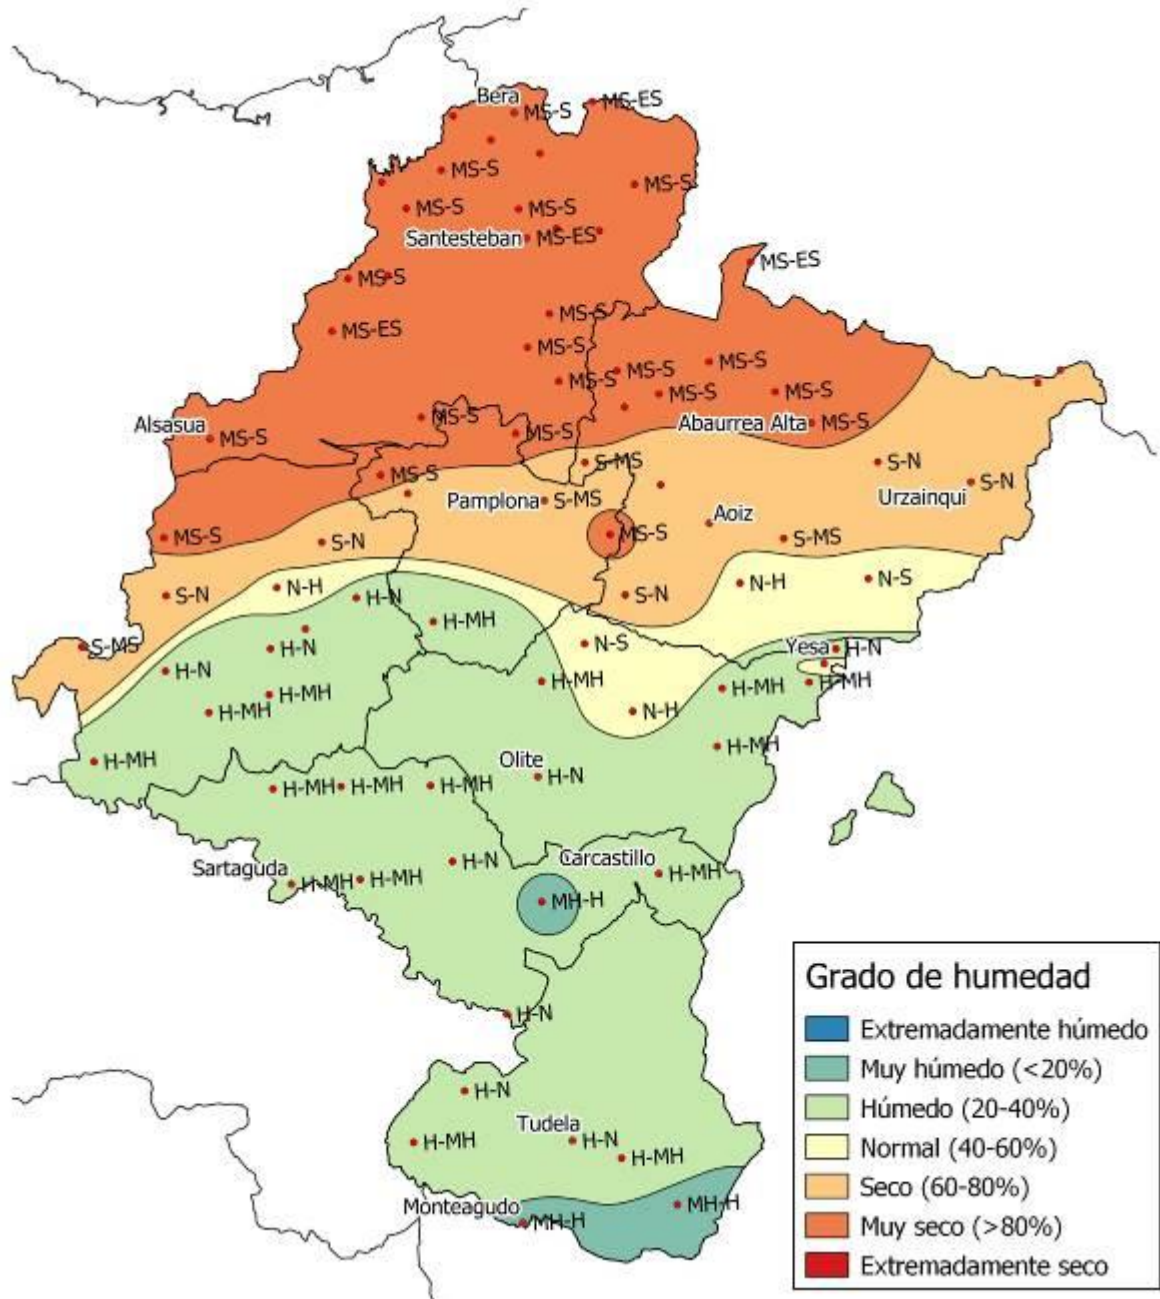 Bera
MS-S
MS-ES
MS-S
MS-S
MS-S
MS-S
Santesteban
MS-ES
MS-ES
MS-S
MS-S
MS-ES
MS-S
MS-S
MS-S
MS-S
MS-S
MS-S
MS-S
Alsasua
MS-S
MS-S
MS-S
Abaurrea Alta
MS-S
S-MS
S-N
MS-S
Pamplona
S-MS
S-N
Urzainqui
Aoiz
MS-S
S-N
MS-S
S-MS
S-N
N-H
H-N
S-N
N-H
N-S
H-MH
S-MS
H-N
N-S
Yesa
H-N
H-N
H-MH
H-MH
H-MH
H-MH
H-MH
N-H
H-MH
H-MH
Olite
H-N
H-MH
H-MH
H-MH
Sartaguda
H-MH
H-MH
H-N
Carcastillo
H-MH
MH-H
H-N
H-N
Tudela
H-MH
H-N
H-MH
Monteagudo
MH-H
MH-H
Grado de humedad
Extremadamente húmedo
Muy húmedo (<20%)
Húmedo (20-40%)
Normal (40-60%)
Seco (60-80%)
Muy seco (>80%)
Extremadamente seco